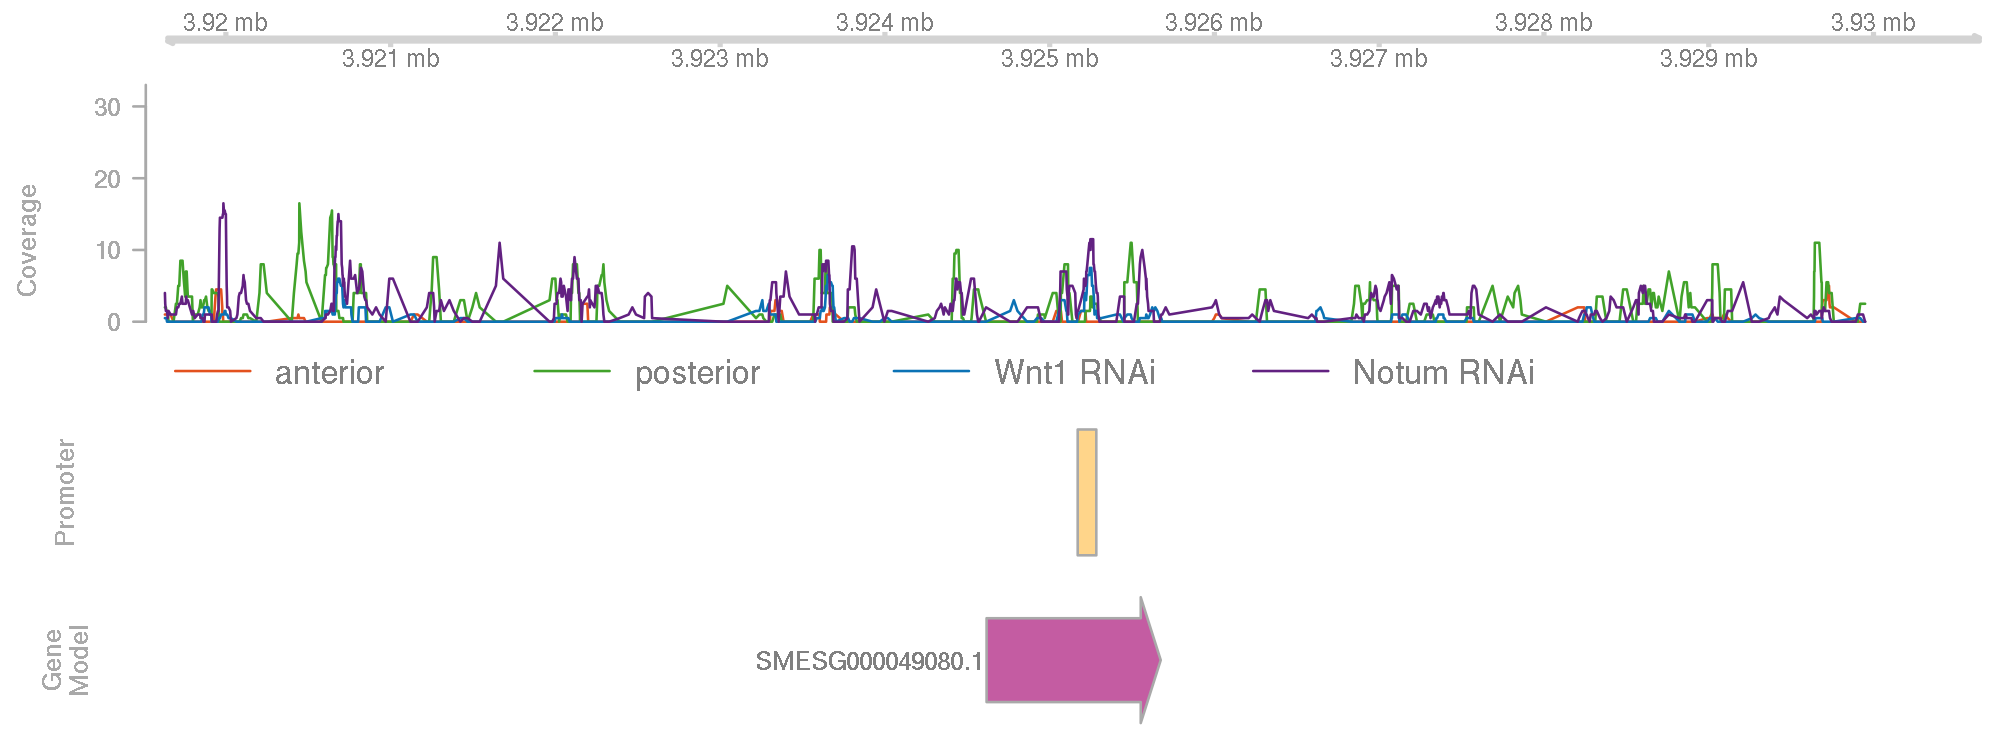 3.92 mb 3.922 mb 3.924 mb 3.926 mb 3.928 mb 3.93 mb
3.921 mb 3.923 mb 3.925 mb 3.927 mb 3.929 mb
Coverage
30
20
10
0
anterior posterior Wnt1 RNAi Notum RNAi
Promoter
Gene
Model
SMESG000049080.1